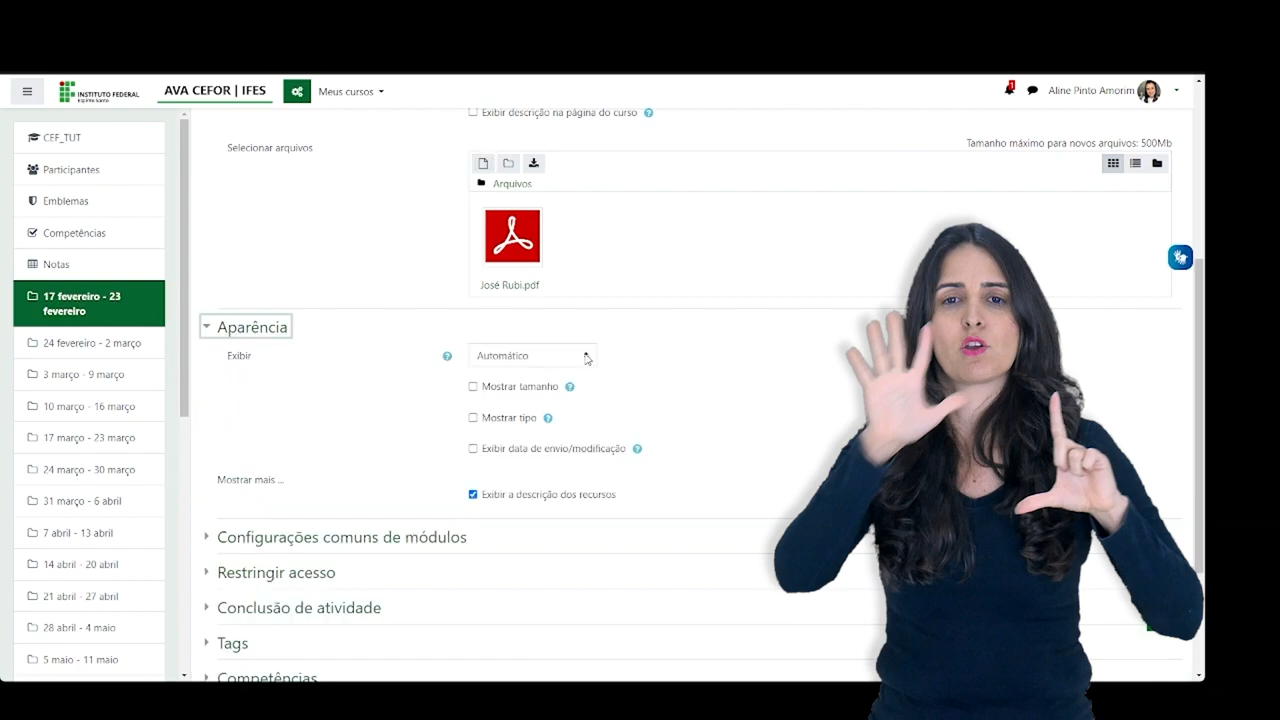 INSTITUTO FEDERAL
Espírito Santo
AVA CEFOR | IFES
Meus cursos
1
Aline Pinto Amorim
CEF_TUT
Participantes
Emblemas
Competências
Notas
17 fevereiro - 23
fevereiro
24 fevereiro - 2 março
3 março - 9 março
10 março - 16 março
17 março - 23 março
24 março - 30 março
31 março - 6 abril
7 abril - 13 abril
14 abril - 20 abril
21 abril - 27 abril
28 abril - 4 maio
5 maio - 11 maio
Exibir descrição na página do curso
Selecionar arquivos
Tamanho máximo para novos arquivos: 500Mb
Arquivos
José Rubi.pdf
Aparência
Exibir
Automático
Mostrar tamanho
Mostrar tipo
Exibir data de envio/modificação
Mostrar mais ...
Exibir a descrição dos recursos
Configurações comuns de módulos
Restringir acesso
Conclusão de atividade
Tags
Competências